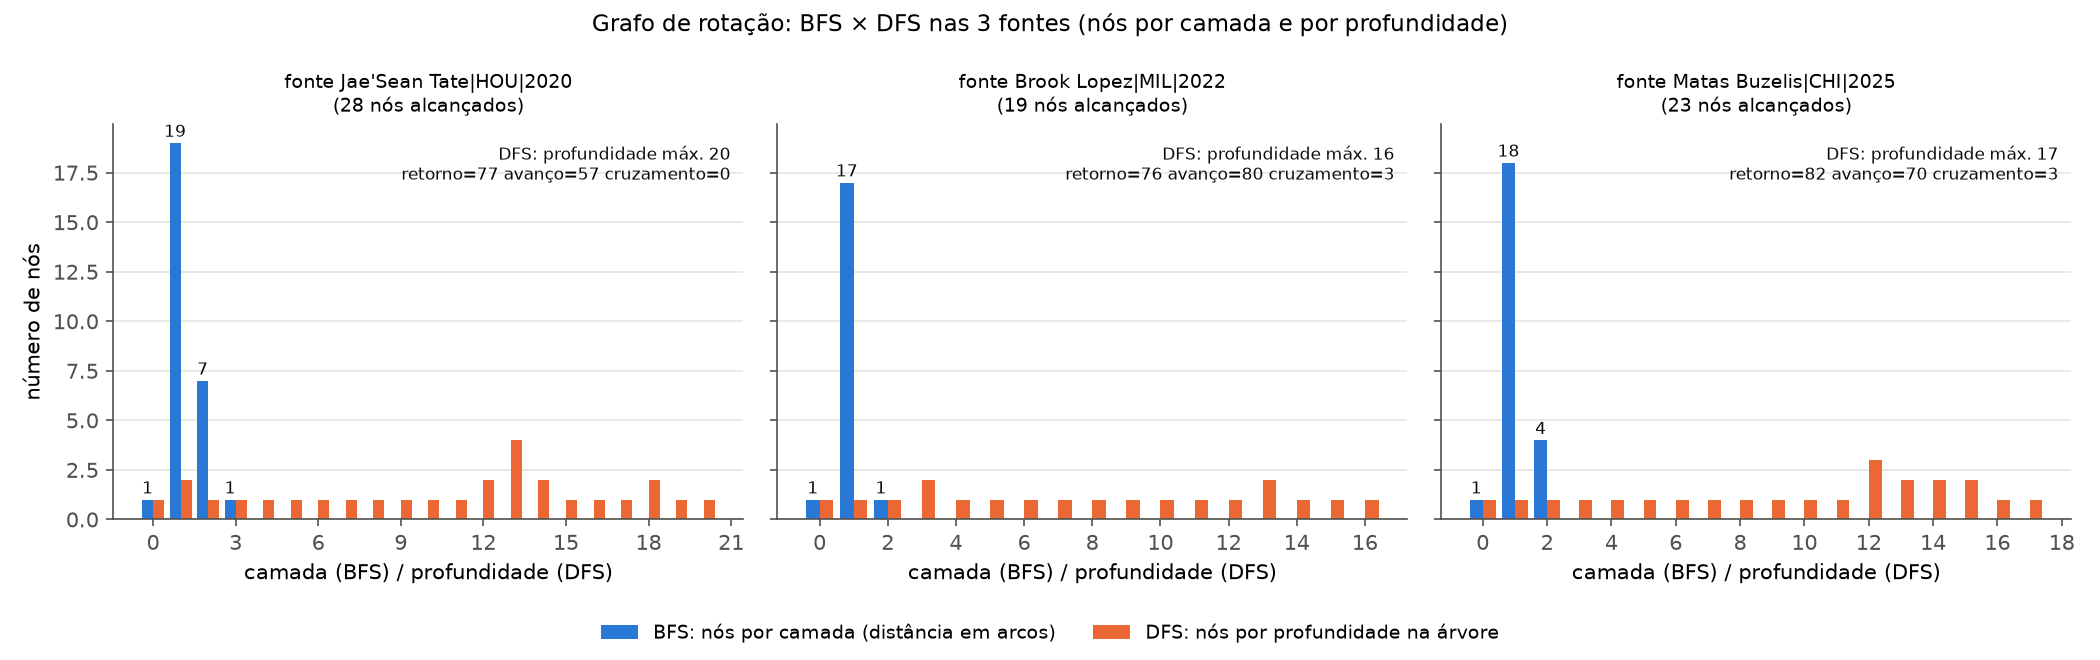 Grafo de rotação: BFS × DFS nas 3 fontes (nós por camada e por profundidade)
fonte Jae'Sean Tate|HOU|2020
(28 nós alcançados)
19
DFS: profundidade máx. 20
retorno=77 avanço=57 cruzamento=0
número de nós
17.5
15.0
12.5
10.0
7.5
5.0
2.5
0.0
1
7
1
0 3 6 9 12 15 18 21
camada (BFS) / profundidade (DFS)
fonte Brook Lopez|MIL|2022
(19 nós alcançados)
DFS: profundidade máx. 16
retorno=76 avanço=80 cruzamento=3
17
1
1
0 2 4 6 8 10 12 14 16
camada (BFS) / profundidade (DFS)
fonte Matas Buzelis|CHI|2025
(23 nós alcançados)
DFS: profundidade máx. 17
retorno=82 avanço=70 cruzamento=3
18
4
1
0 2 4 6 8 10 12 14 16 18
camada (BFS) / profundidade (DFS)
BFS: nós por camada (distância em arcos)
DFS: nós por profundidade na árvore